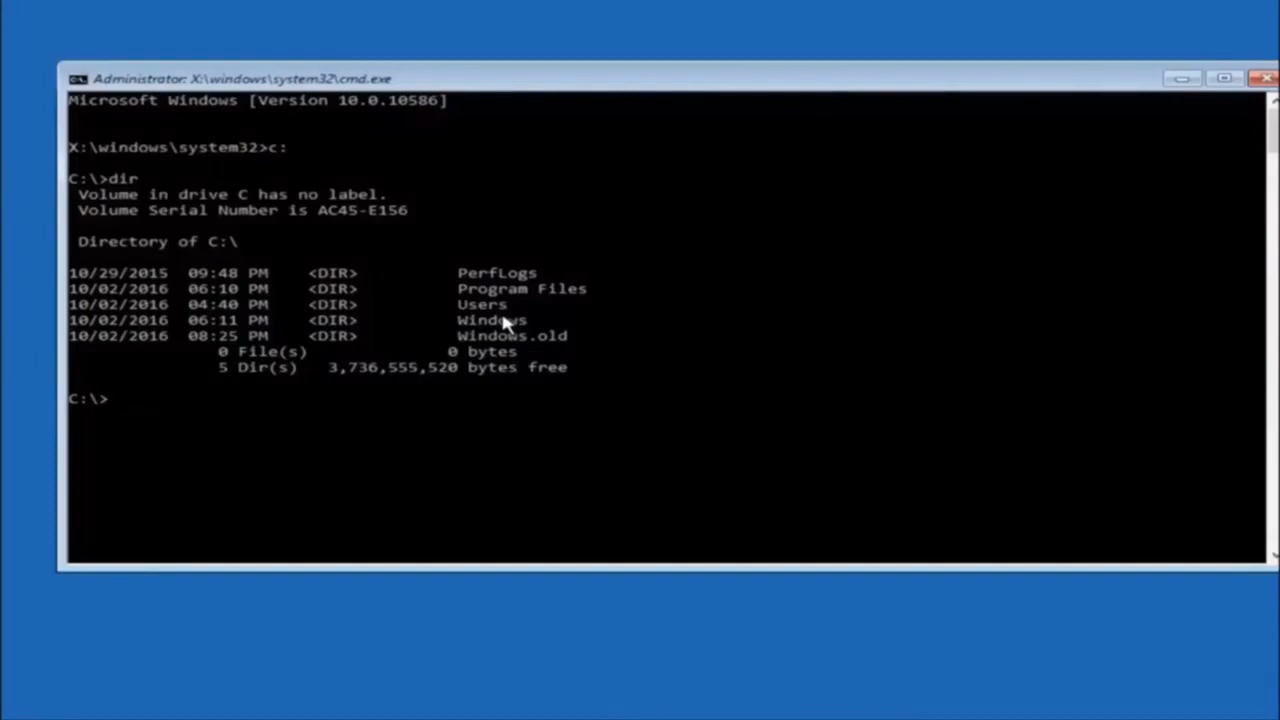 Administrator: X:\windows\system32\cmd.exe
Microsoft Windows [Version 10.0.10586]
X:\windows\system32>c:
C:\>dir
Volume in drive C has no label.
Volume Serial Number is AC45-E156
Directory of C:\
10/29/2015  09:48 PM    <DIR>          PerfLogs
10/02/2016  06:10 PM    <DIR>          Program Files
10/02/2016  04:40 PM    <DIR>          Users
10/02/2016  06:11 PM    <DIR>          Windows
10/02/2016  08:25 PM    <DIR>          Windows.old
0 File(s)              0 bytes
5 Dir(s)   3,736,555,520 bytes free
C:\>